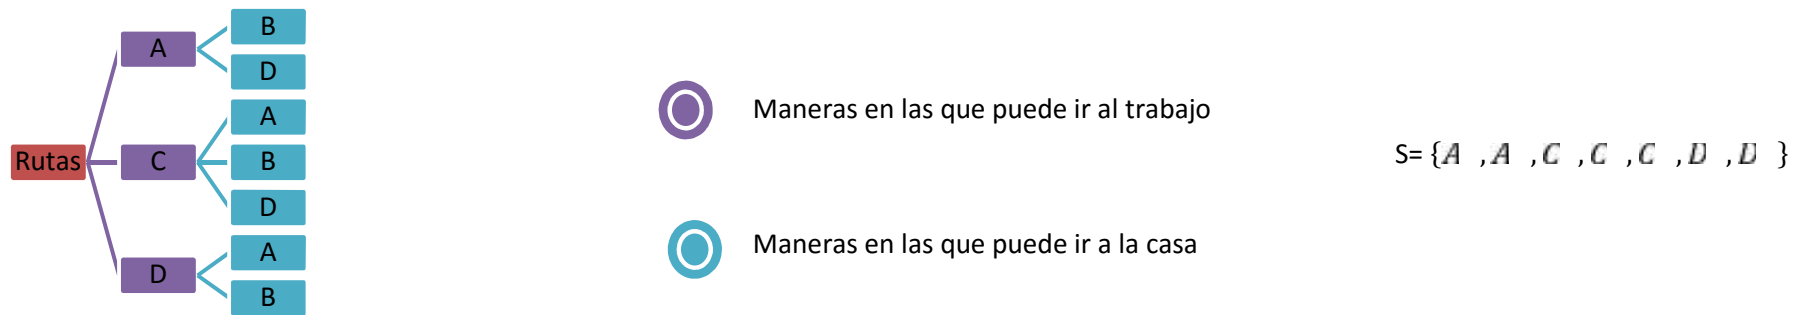 B
A
D
A
Rutas
C
B
D
A
D
B
Maneras en las que puede ir al trabajo
Maneras en las que puede ir a la casa
S= {A , A , C , C , C , D , D }